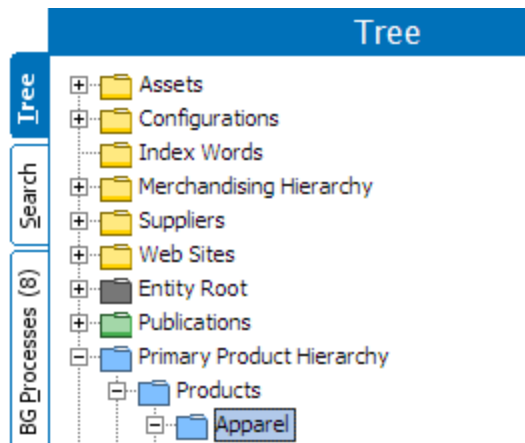 Tree
Tree
Search
BG Processes (8)
Assets
Configurations
Index Words
Merchandising Hierarchy
Suppliers
Web Sites
Entity Root
Publications
Primary Product Hierarchy
Products
Apparel